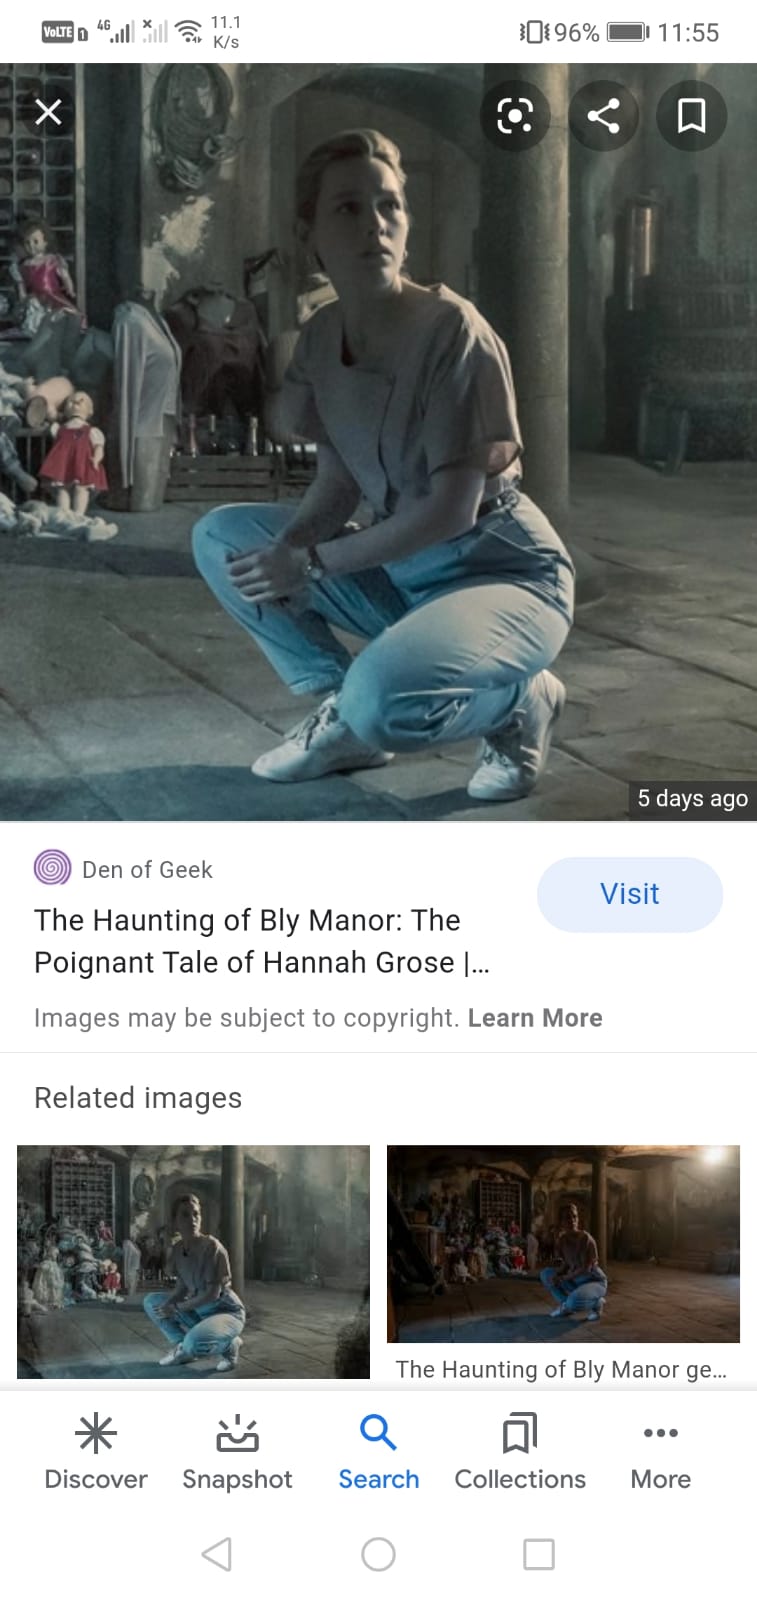 VoLTE 1 4G 11.1 K/s 96% 11:55
5 days ago
Den of Geek
Visit
The Haunting of Bly Manor: The
Poignant Tale of Hannah Grose |...
Images may be subject to copyright. Learn More
Related images
The Haunting of Bly Manor ge...
Discover Snapshot Search Collections More